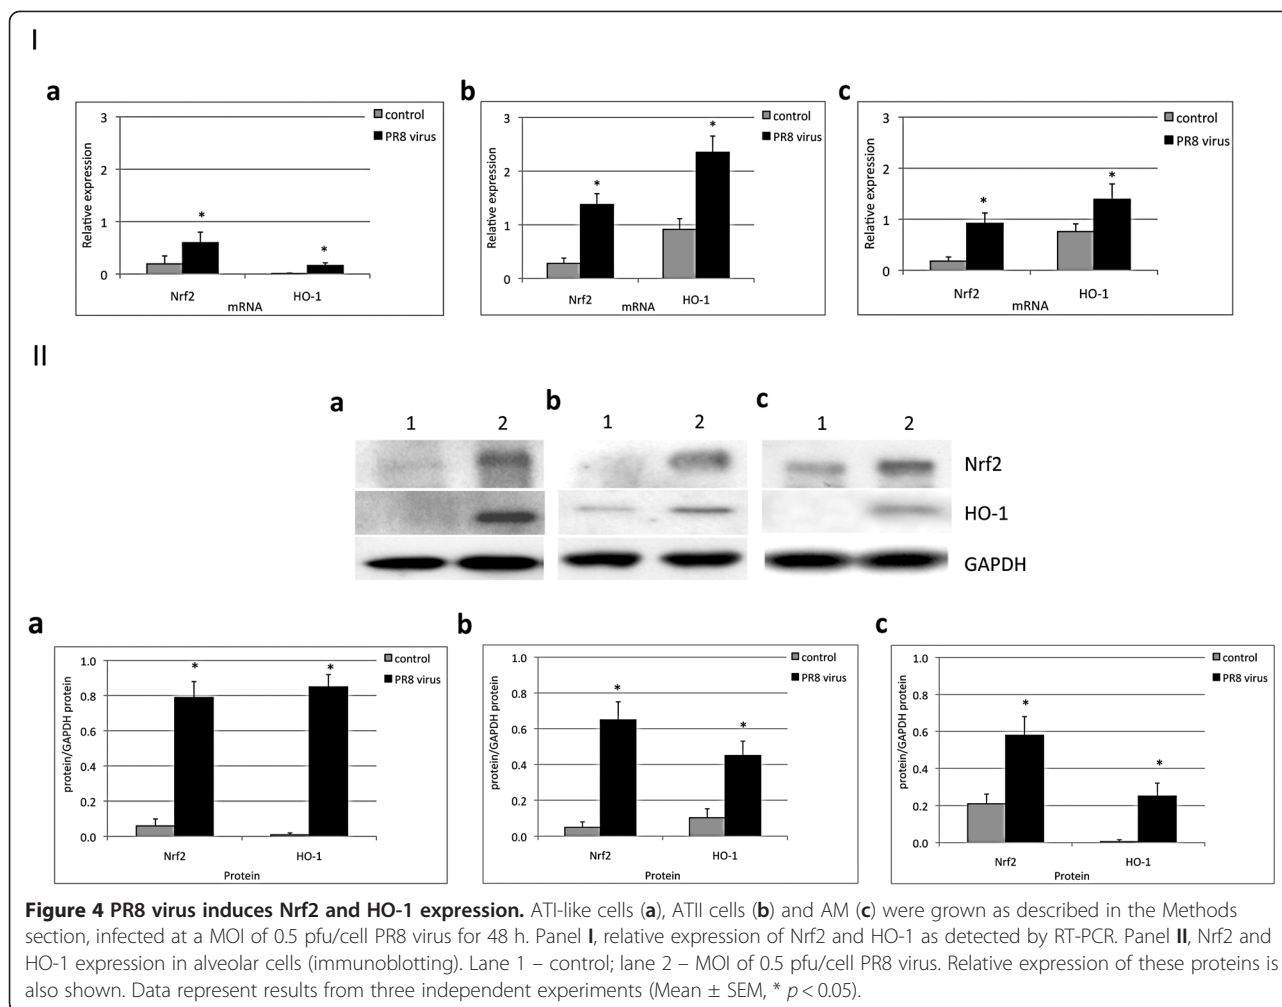 I
a
b
c
control
PR8 virus
3
2
1
0
Relative expression
*
*
Nrf2
HO-1
mRNA
control
PR8 virus
3
2
1
0
Relative expression
*
*
Nrf2
HO-1
mRNA
control
PR8 virus
3
2
1
0
Relative expression
*
*
Nrf2
HO-1
mRNA
II
a
b
c
1 2 1 2 1 2
Nrf2
HO-1
GAPDH
a
control
PR8 virus
1.0
0.8
0.6
0.4
0.2
0.0
protein/GAPDH protein
*
*
Nrf2
HO-1
Protein
b
control
PR8 virus
1.0
0.8
0.6
0.4
0.2
0.0
protein/GAPDH protein
*
*
Nrf2
HO-1
Protein
c
control
PR8 virus
1.0
0.8
0.6
0.4
0.2
0.0
protein/GAPDH protein
*
*
Nrf2
HO-1
Protein
Figure 4 PR8 virus induces Nrf2 and HO-1 expression. ATI-like cells (a), ATII cells (b) and AM (c) were grown as described in the Methods
section, infected at a MOI of 0.5 pfu/cell PR8 virus for 48 h. Panel I, relative expression of Nrf2 and HO-1 as detected by RT-PCR. Panel II, Nrf2 and
HO-1 expression in alveolar cells (immunoblotting). Lane 1 – control; lane 2 – MOI of 0.5 pfu/cell PR8 virus. Relative expression of these proteins is
also shown. Data represent results from three independent experiments (Mean ± SEM, * p < 0.05).